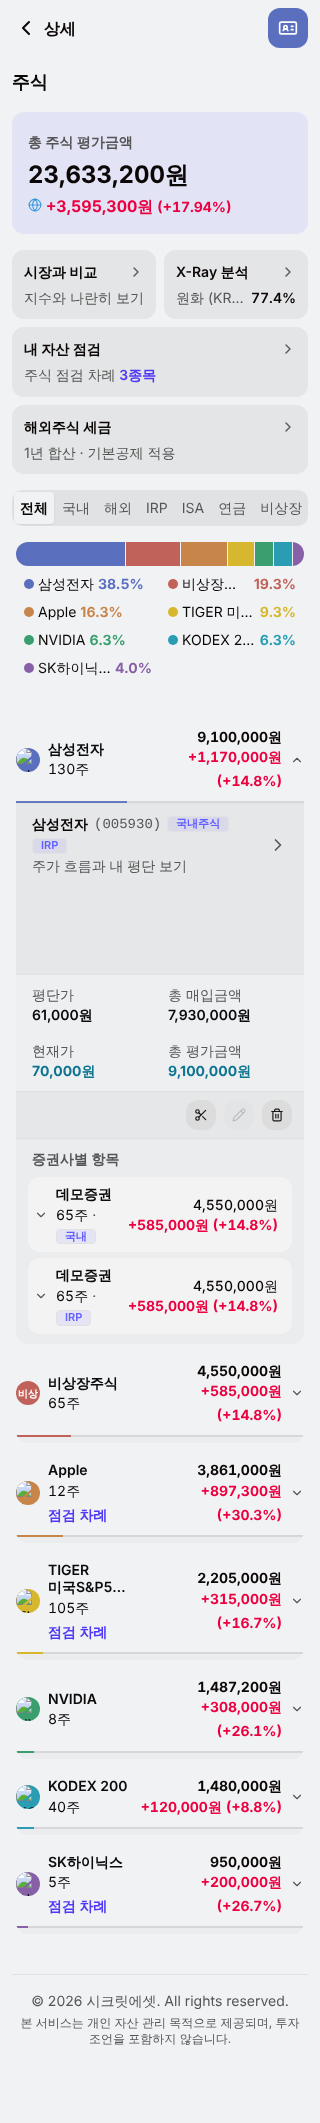 상세
주식
총 주식 평가금액
23,633,200원
+3,595,300원 (+17.94%)
시장과 비교
지수와 나란히 보기
X-Ray 분석
원화 (KR... 77.4%
내 자산 점검
주식 점검 차례 3종목
해외주식 세금
1년 합산 · 기본공제 적용
전체 국내 해외 IRP ISA 연금 비상장
삼성전자 38.5% 비상장... 19.3%
Apple 16.3% TIGER 미... 9.3%
NVIDIA 6.3% KODEX 2... 6.3%
SK하이닉... 4.0%
삼성전자
130주
9,100,000원
+1,170,000원
(+14.8%)
삼성전자 (005930) 국내주식
IRP
주가 흐름과 내 평단 보기
평단가 총 매입금액
61,000원 7,930,000원
현재가 총 평가금액
70,000원 9,100,000원
증권사별 항목
데모증권
65주 ·
국내
4,550,000원
+585,000원 (+14.8%)
데모증권
65주 ·
IRP
4,550,000원
+585,000원 (+14.8%)
비상
비상장주식
65주
4,550,000원
+585,000원
(+14.8%)
Apple
12주
점검 차례
3,861,000원
+897,300원
(+30.3%)
TIGER
미국S&P5...
105주
점검 차례
2,205,000원
+315,000원
(+16.7%)
NVIDIA
8주
1,487,200원
+308,000원
(+26.1%)
KODEX 200
40주
1,480,000원
+120,000원 (+8.8%)
SK하이닉스
5주
점검 차례
950,000원
+200,000원
(+26.7%)
© 2026 시크릿에셋. All rights reserved.
본 서비스는 개인 자산 관리 목적으로 제공되며, 투자
조언을 포함하지 않습니다.